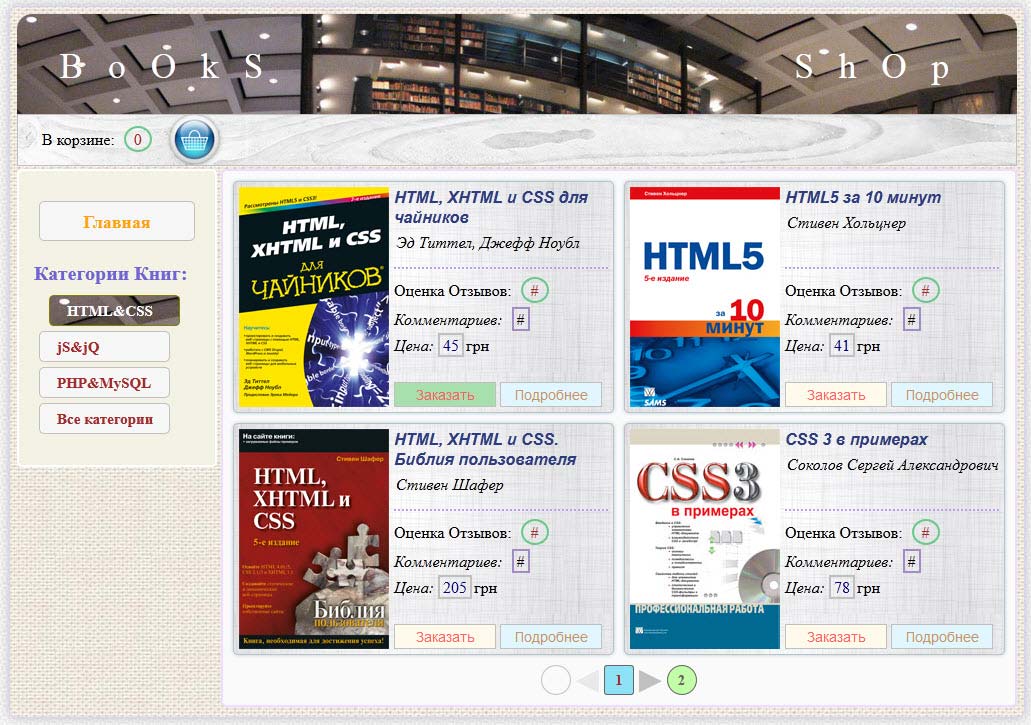 BoOkS ShOp
В корзине: 0
Главная
Категории Книг:
HTML&CSS
jS&jQ
PHP&MySQL
Все категории
Рассмотрены HTML5 и CSS3!
7-е издание
HTML,
XHTML и CSS
ДЛЯ
ЧАЙНИКОВ
Научитесь:
Эд Титтел
Джефф Ноубл
HTML, XHTML и CSS для
чайников
Эд Титтел, Джефф Ноубл
Оценка Отзывов: #
Комментариев: #
Цена: 45 грн
Заказать Подробнее
Стивен Хольцнер
HTML5
5-е издание
за 10
минут
SAMS
HTML5 за 10 минут
Стивен Хольцнер
Оценка Отзывов: #
Комментариев: #
Цена: 41 грн
Заказать Подробнее
На сайте книги:
Стивен Шафер
HTML,
XHTML и
CSS
5-е издание
Библия
пользователя
Книга, необходимая для достижения успеха!
HTML, XHTML и CSS.
Библия пользователя
Стивен Шафер
Оценка Отзывов: #
Комментариев: #
Цена: 205 грн
Заказать Подробнее
CSS3
в примерах
ПРОФЕССИОНАЛЬНАЯ РАБОТА
CSS 3 в примерах
Соколов Сергей Александрович
Оценка Отзывов: #
Комментариев: #
Цена: 78 грн
Заказать Подробнее
1 2